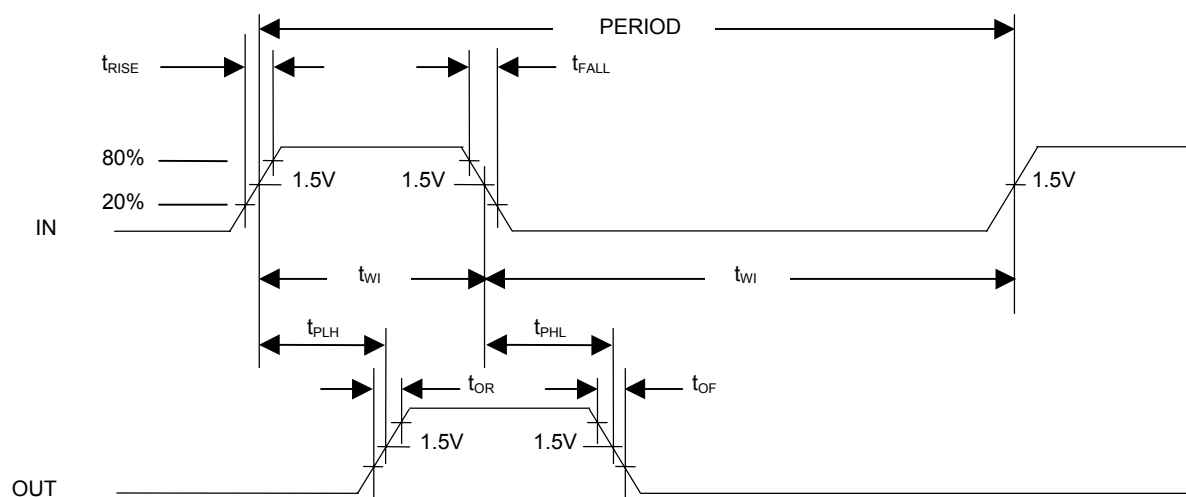 PERIOD
tRISE
tFALL
80%
1.5V
1.5V
1.5V
20%
IN
tWI
tWI
tPLH
tPHL
tOR
tOF
1.5V
1.5V
OUT